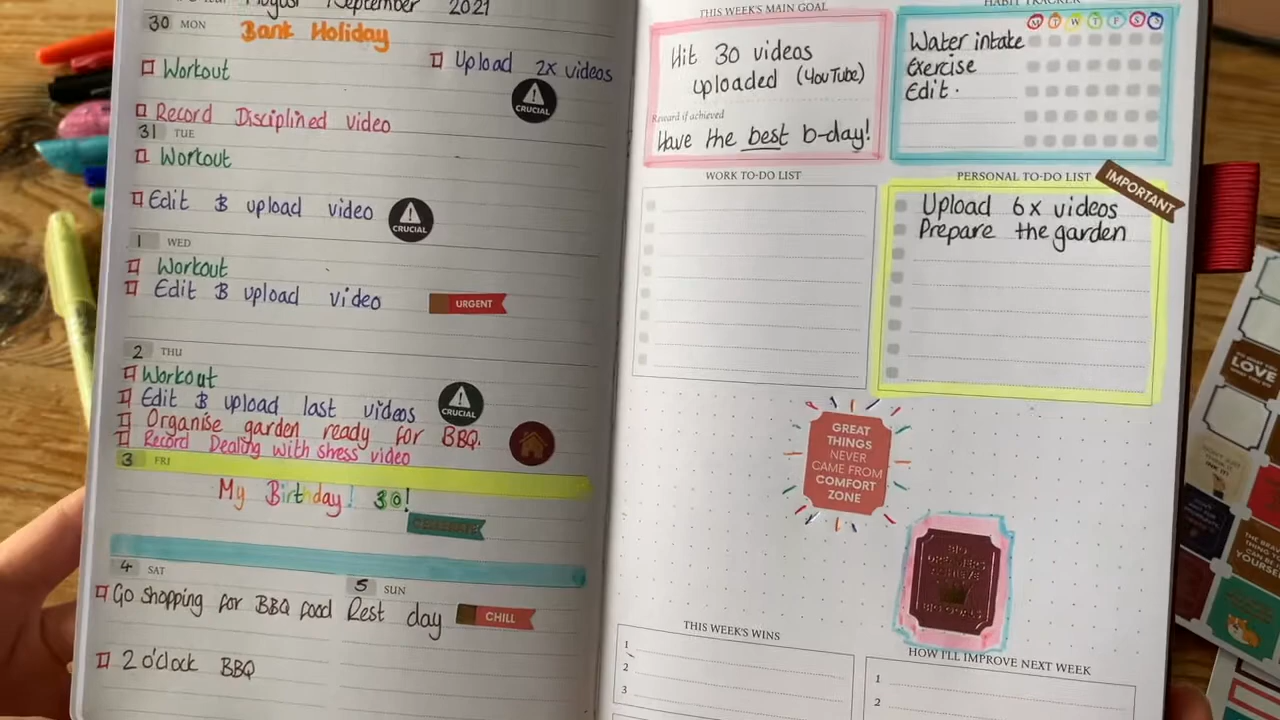 August September 2021
30 MON
Bank Holiday
Workout
Upload 2x videos
CRUCIAL
Record Disciplined video
31 TUE
Workout
Edit & upload video
CRUCIAL
1 WED
Workout
Edit & upload video
URGENT
2 THU
Workout
Edit & upload last videos
CRUCIAL
Organise garden ready for BBQ.
Record Dealing with stress video
3 FRI
My Birthday! 30!
4 SAT
5 SUN
Go shopping for BBQ food
Rest day
CHILL
2 o'clock BBQ
THIS WEEK'S MAIN GOAL
Hit 30 videos
uploaded (YouTube)
Reward if achieved
Have the best b-day!
HABIT TRACKER
M T W T F S S
Water intake
Exercise
Edit.
WORK TO-DO LIST
PERSONAL TO-DO LIST
IMPORTANT
Upload 6x videos
Prepare the garden
GREAT
THINGS
NEVER
CAME FROM
COMFORT
ZONE
BIG
DREAMERS
ACHIEVE
BIG GOALS
THIS WEEK'S WINS
1
2
3
HOW I'LL IMPROVE NEXT WEEK
1
2
LOVE